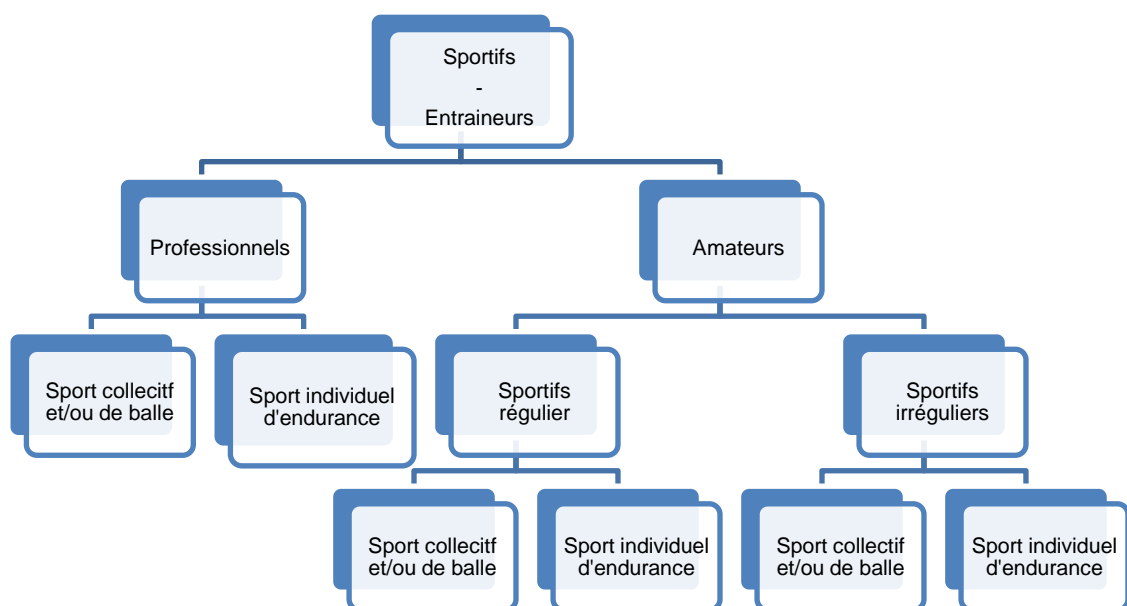 Sportifs
-
Entraineurs
Professionnels
Amateurs
Sport collecitf
et/ou de balle
Sport individuel
d'endurance
Sportifs
régulier
Sportifs
irréguliers
Sport collecitf
et/ou de balle
Sport individuel
d'endurance
Sport collectif
et/ou de balle
Sport individuel
d'endurance